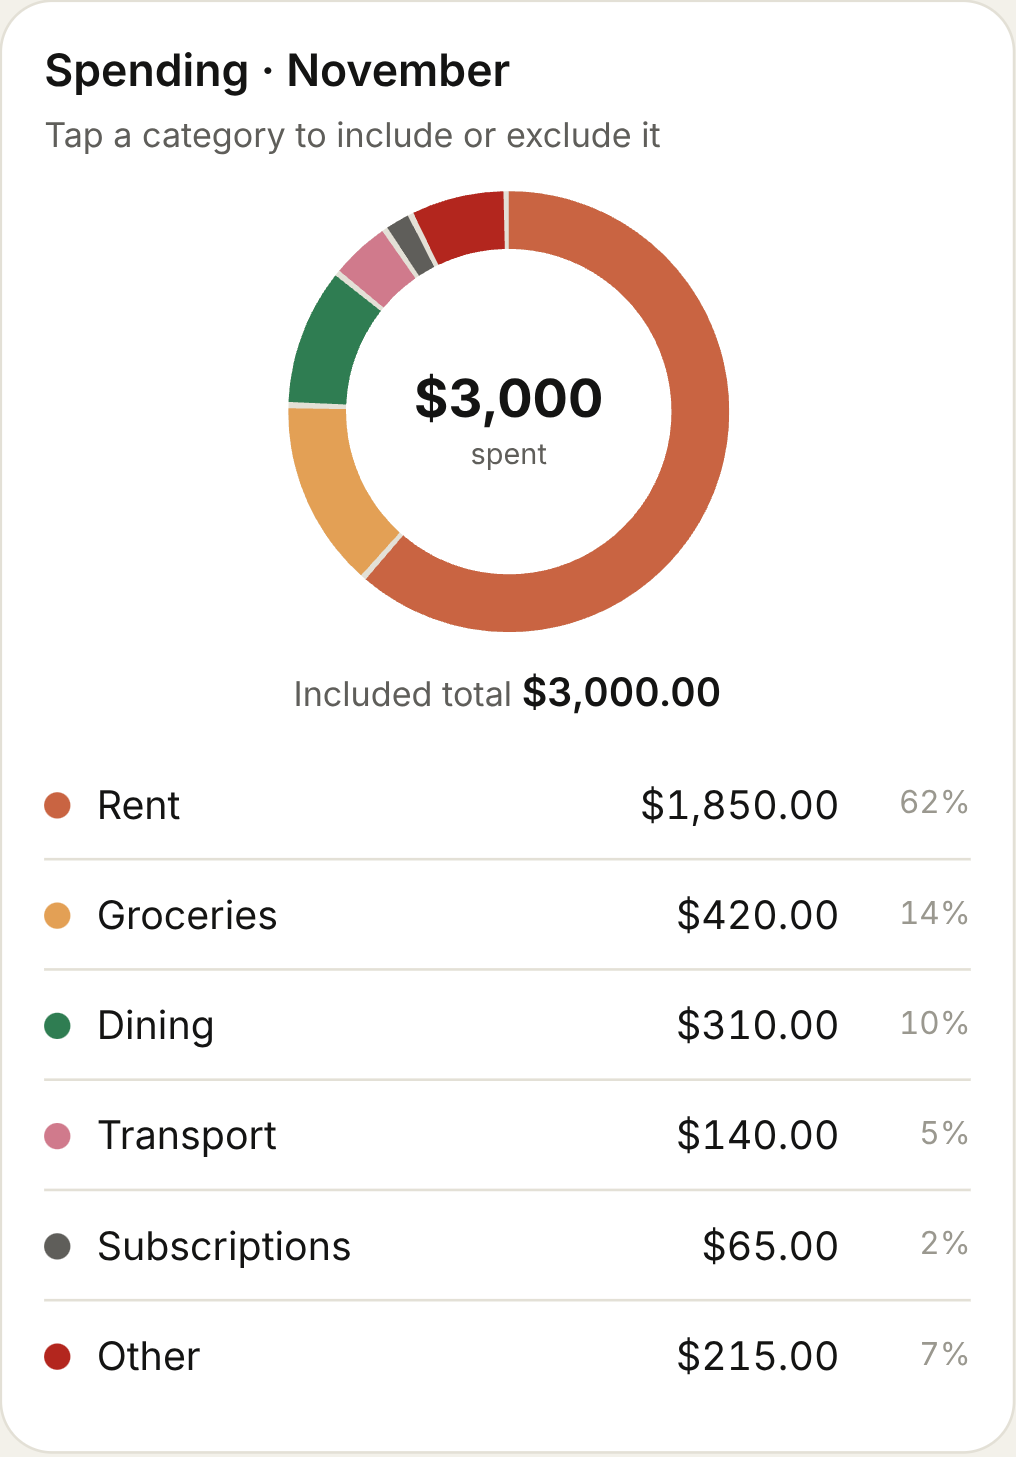 Spending · November
Tap a category to include or exclude it
$3,000
spent
Included total $3,000.00
Rent $1,850.00 62%
Groceries $420.00 14%
Dining $310.00 10%
Transport $140.00 5%
Subscriptions $65.00 2%
Other $215.00 7%